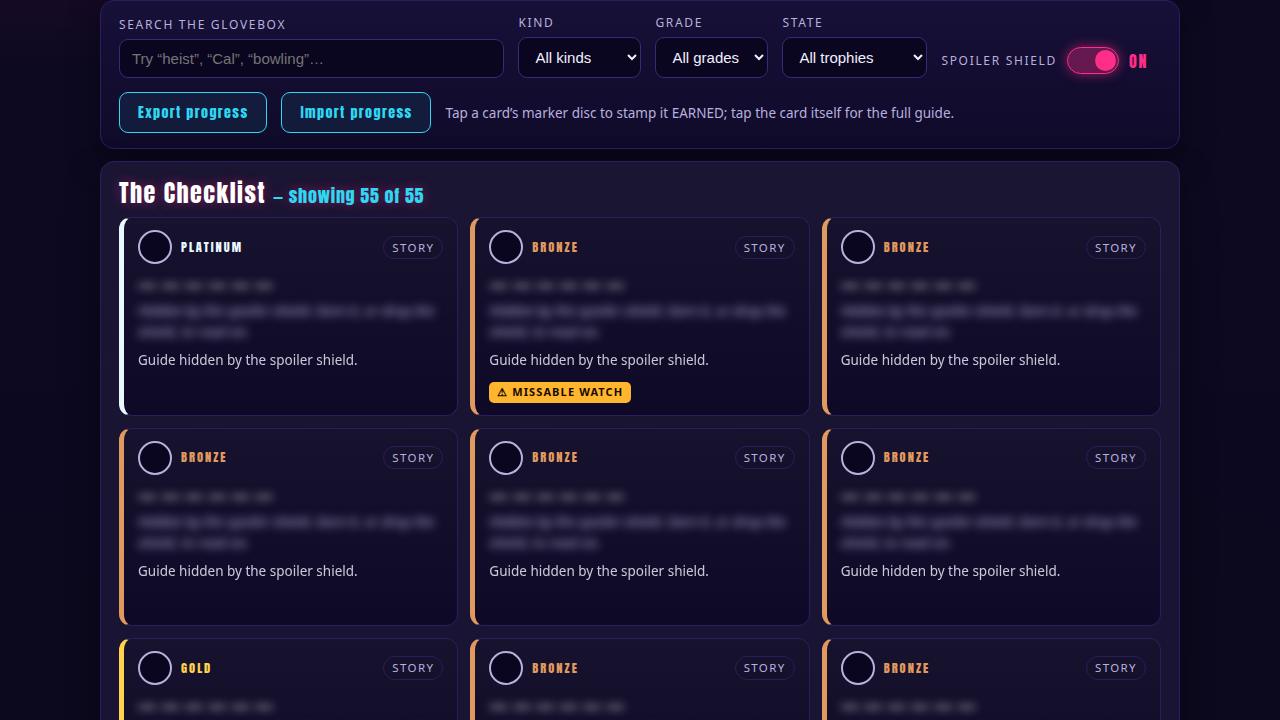 SEARCH THE GLOVEBOX
KIND
GRADE
STATE
Try “heist”, “Cal”, “bowling”…
All kinds
All grades
All trophies
SPOILER SHIELD
ON
Export progress
Import progress
Tap a card’s marker disc to stamp it EARNED; tap the card itself for the full guide.
The Checklist – showing 55 of 55
PLATINUM
STORY
Guide hidden by the spoiler shield.
BRONZE
STORY
Guide hidden by the spoiler shield.
⚠ MISSABLE WATCH
BRONZE
STORY
Guide hidden by the spoiler shield.
BRONZE
STORY
Guide hidden by the spoiler shield.
BRONZE
STORY
Guide hidden by the spoiler shield.
BRONZE
STORY
Guide hidden by the spoiler shield.
GOLD
STORY
BRONZE
STORY
BRONZE
STORY